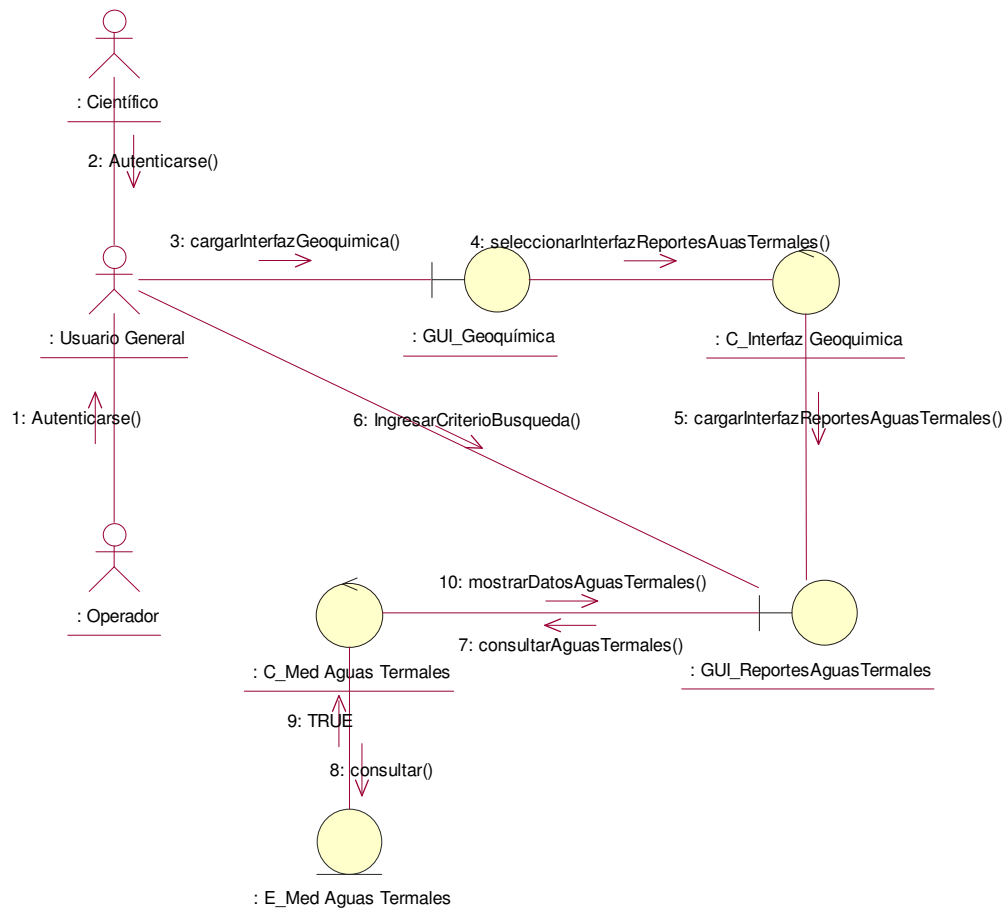 : Científico
2: Autenticarse()
3: cargarInterfazGeoquimica()
4: seleccionarInterfazReportesAuasTermales()
: Usuario General
: GUI_Geoquímica
: C_Interfaz Geoquimica
1: Autenticarse()
6: IngresarCriterioBusqueda()
5: cargarInterfazReportesAguasTermales()
10: mostrarDatosAguasTermales()
: Operador
7: consultarAguasTermales()
: C_Med Aguas Termales
: GUI_ReportesAguasTermales
9: TRUE
8: consultar()
: E_Med Aguas Termales